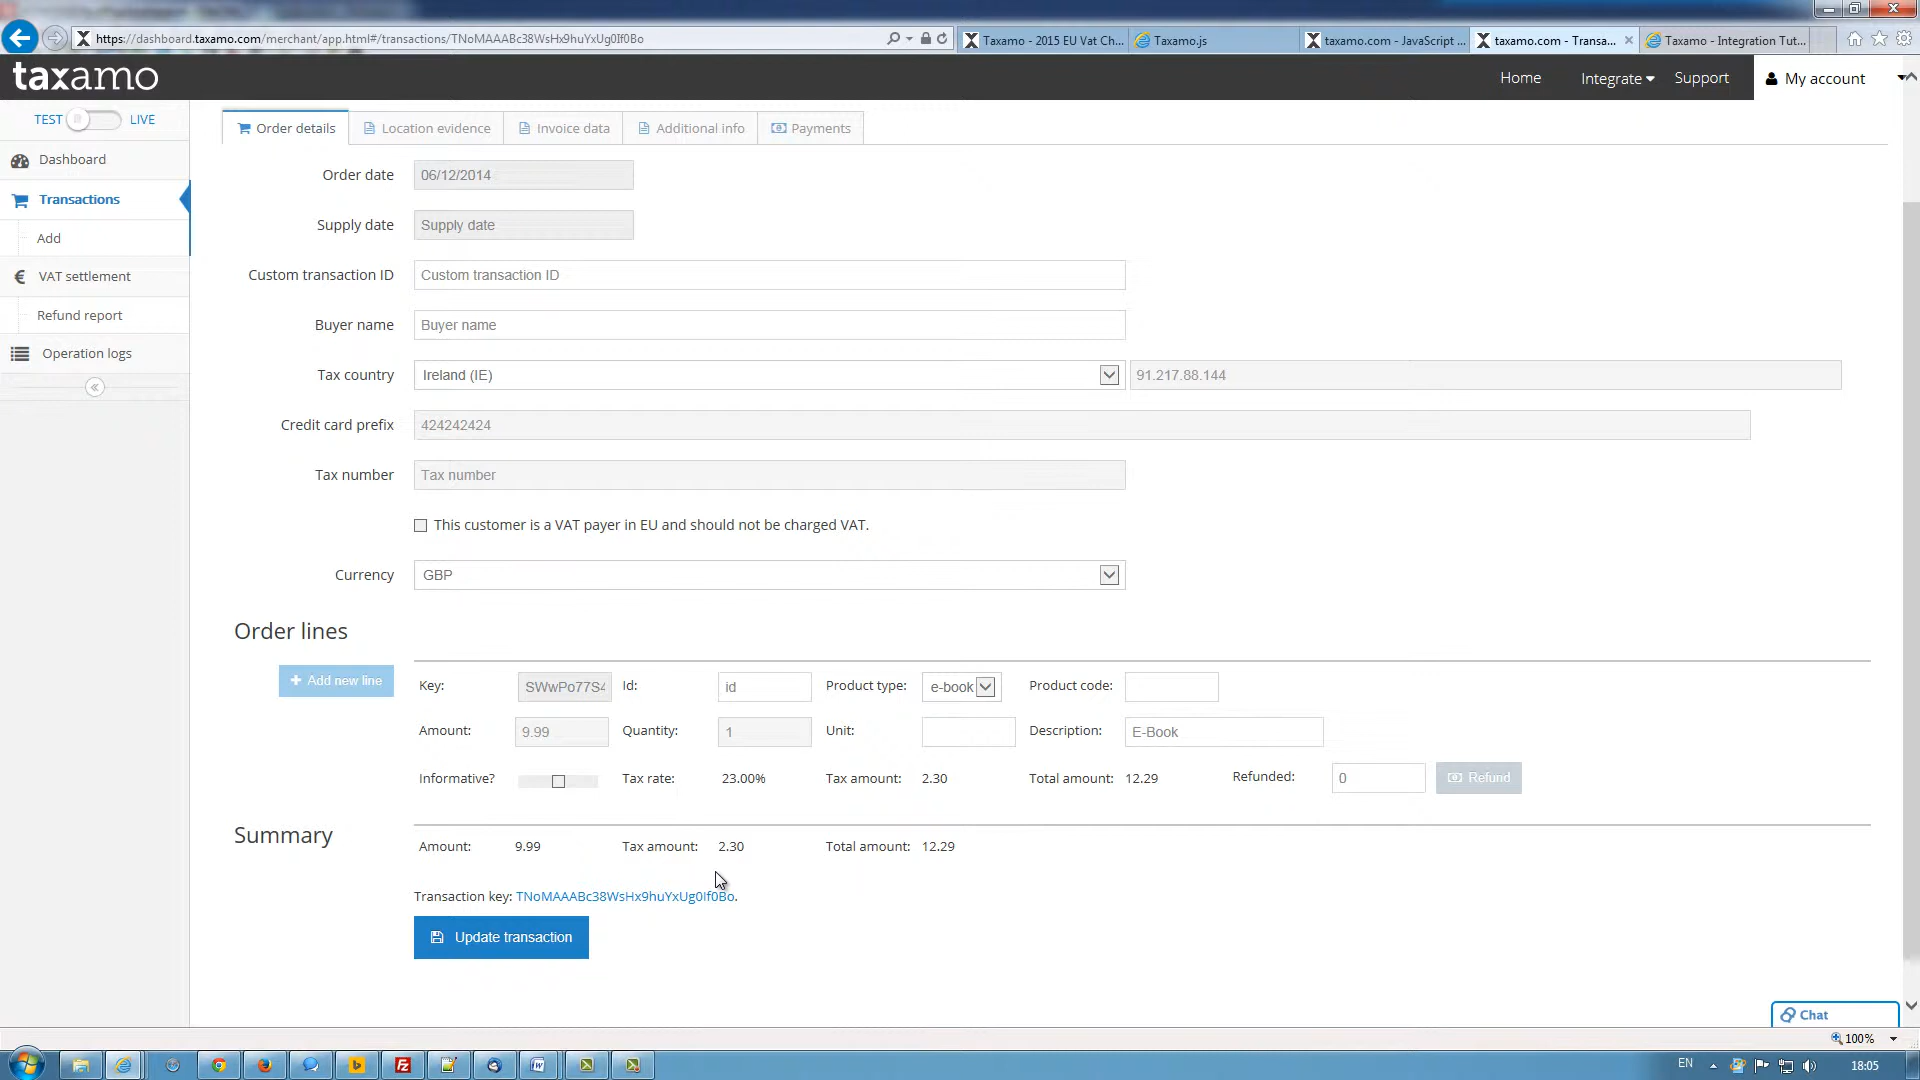 https://dashboard.taxamo.com/merchant/app.html#/transactions/TNoMAAABc38WsHx9huYxUg0If0Bo
Taxamo - 2015 EU Vat Ch...
Taxamo.js
taxamo.com - JavaScript ...
taxamo.com - Transa...
Taxamo - Integration Tut...
taxamo
Home
Integrate
Support
My account
TEST
LIVE
Dashboard
Transactions
Add
€ VAT settlement
Refund report
Operation logs
Order details
Location evidence
Invoice data
Additional info
Payments
Order date 06/12/2014
Supply date Supply date
Custom transaction ID Custom transaction ID
Buyer name Buyer name
Tax country Ireland (IE) 91.217.88.144
Credit card prefix 424242424
Tax number Tax number
This customer is a VAT payer in EU and should not be charged VAT.
Currency GBP
Order lines
+ Add new line
Key: SWwPo77S4 Id: id Product type: e-book Product code:
Amount: 9.99 Quantity: 1 Unit: Description: E-Book
Informative? Tax rate: 23.00% Tax amount: 2.30 Total amount: 12.29 Refunded: 0 Refund
Summary
Amount: 9.99 Tax amount: 2.30 Total amount: 12.29
Transaction key: TNoMAAABc38WsHx9huYxUg0If0Bo.
Update transaction
Chat
100%
EN
18:05